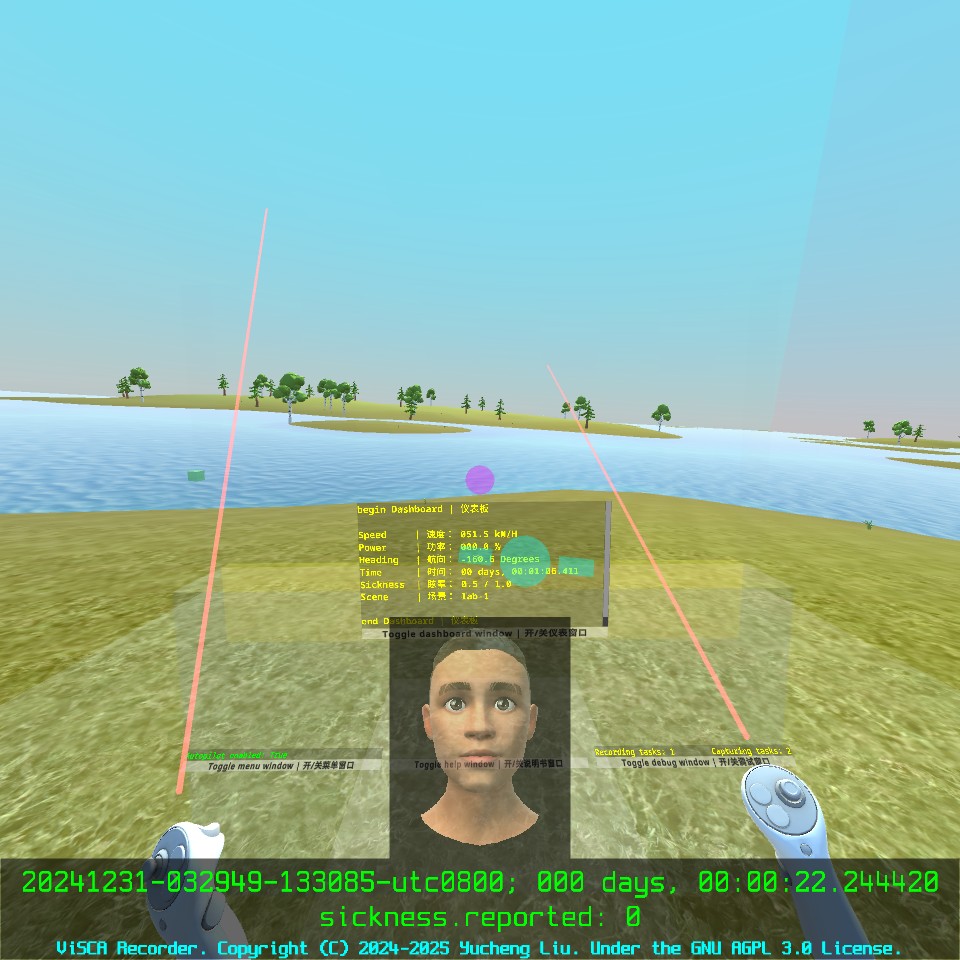 begin Dashboard | 仪表板
Speed | 速度: 051.5 kM/H
Power | 功率: 000.0 %
Heading | 航向: -160.6 Degrees
Time | 时间: 00 days, 00:01:06.411
Sickness | 眩晕: 0.5 / 1.0
Scene | 场景: lab-1
end Dashboard | 仪表板
Toggle dashboard window | 开/关仪表窗口
autopilot enabled: TRUE
Toggle menu window | 开/关菜单窗口
Toggle help window | 开/关说明书窗口
Recording tasks: 1 Capturing tasks: 2
Toggle debug window | 开/关调试窗口
20241231-032949-133085-utc0800; 000 days, 00:00:22.244420
sickness.reported: 0
ViSCA Recorder. Copyright (C) 2024-2025 Yucheng Liu. Under the GNU AGPL 3.0 License.